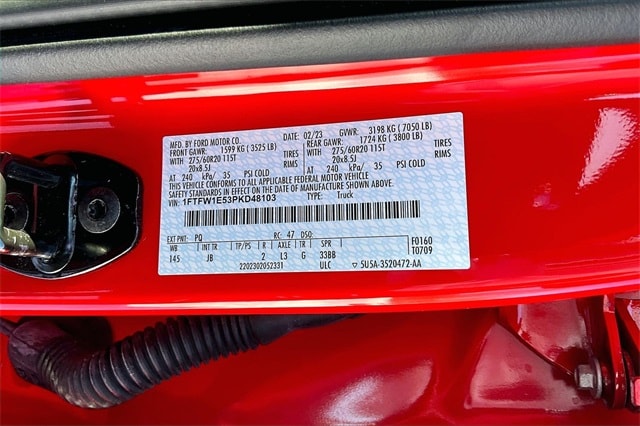 MFD. BY FORD MOTOR CO. 02/23 GVWR: 3198 KG ( 7050 LB)
FRONT GAWR: 1599 KG ( 3525 LB) REAR GAWR: 1724 KG ( 3800 LB)
WITH 275/60R20 115T TIRES WITH 275/60R20 115T TIRES
20x8.5J RIMS 20x8.5J RIMS
AT 240 kPa/ 35 PSI COLD AT 240 kPa/ 35 PSI COLD
THIS VEHICLE CONFORMS TO ALL APPLICABLE FEDERAL MOTOR VEHICLE
SAFETY STANDARDS IN EFFECT ON THE DATE OF MANUFACTURE SHOWN ABOVE.
VIN: 1FTFW1E53PKD48103 TYPE: Truck
EXT PNT: PQ RC: 47 DSO: F0160
WB INT TR TP/PS R AXLE TR SPR T0709
145 JB 2 L3 G 33BB
2202302052331 ULC 5U5A-3520472-AA